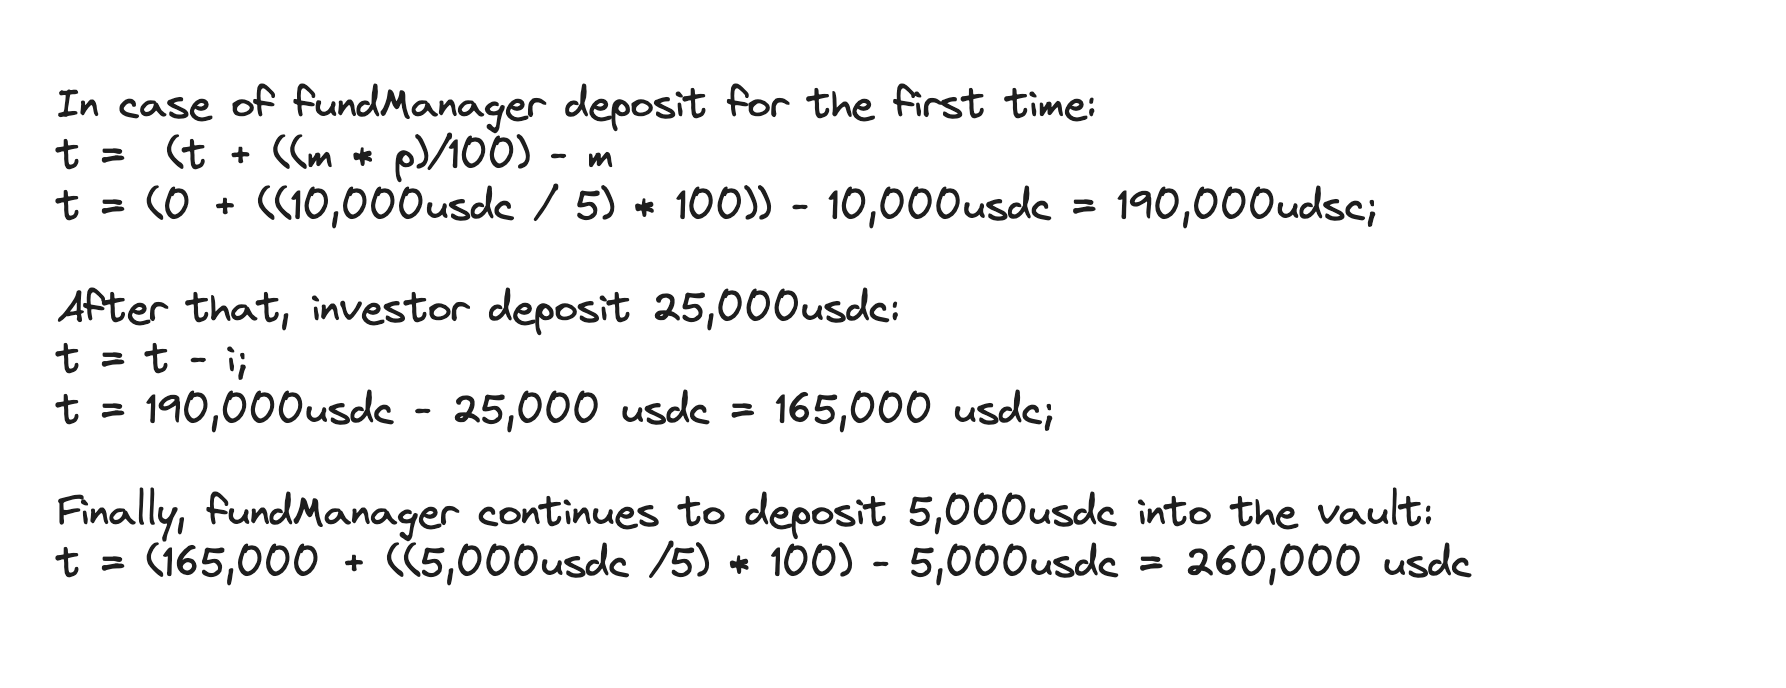 In case of fundManager deposit for the first time:
t = (t + ((m * p)/100) - m
t = (0 + ((10,000usdc / 5) * 100)) - 10,000usdc = 190,000udsc;
After that, investor deposit 25,000usdc:
t = t - i;
t = 190,000usdc - 25,000 usdc = 165,000 usdc;
Finally, fundManager continues to deposit 5,000usdc into the vault:
t = (165,000 + ((5,000usdc /5) * 100) - 5,000usdc = 260,000 usdc